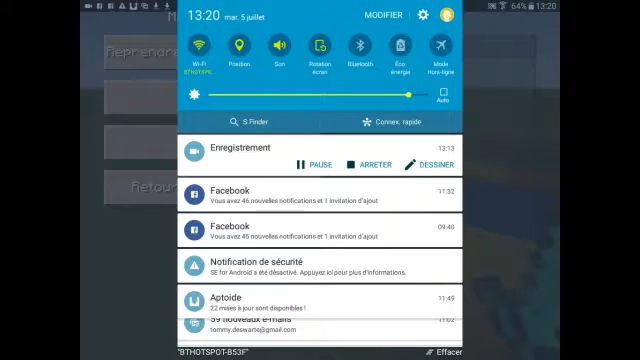 64% 13:20
13:20 mar. 5 juillet MODIFIER
Reprendre
Wi-Fi Position Son Rotation écran Bluetooth Éco énergie Mode Hors-ligne
Auto
S Finder Connex. rapide
Enregistrement 13:13
PAUSE ARRETER DESSINER
Facebook 11:32
Vous avez 46 nouvelles notifications et 1 invitation d'ajout
Retour
Facebook 09:40
Vous avez 45 nouvelles notifications et 1 invitation d'ajout
Notification de sécurité
SE for Android a été désactivé. Appuyez ici pour plus d'informations.
Aptoide 11:49
22 mises à jour sont disponibles !
59 nouveaux e-mails 11:02
tommy.deswarte@gmail.com
"BTHOTSPOT-B53F" Effacer